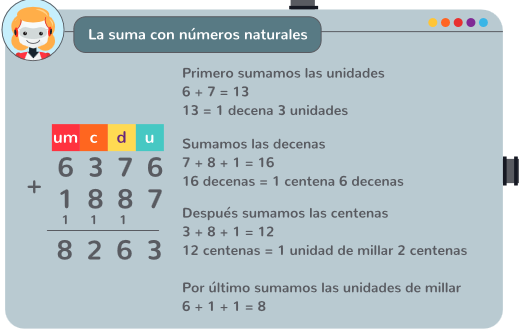 La suma con números naturales
Primero sumamos las unidades
6 + 7 = 13
13 = 1 decena 3 unidades
Sumamos las decenas
7 + 8 + 1 = 16
16 decenas = 1 centena 6 decenas
Después sumamos las centenas
3 + 8 + 1 = 12
12 centenas = 1 unidad de millar 2 centenas
Por último sumamos las unidades de millar
6 + 1 + 1 = 8
um c d u
6 3 7 6
+
1 8 8 7
1 1 1
8 2 6 3